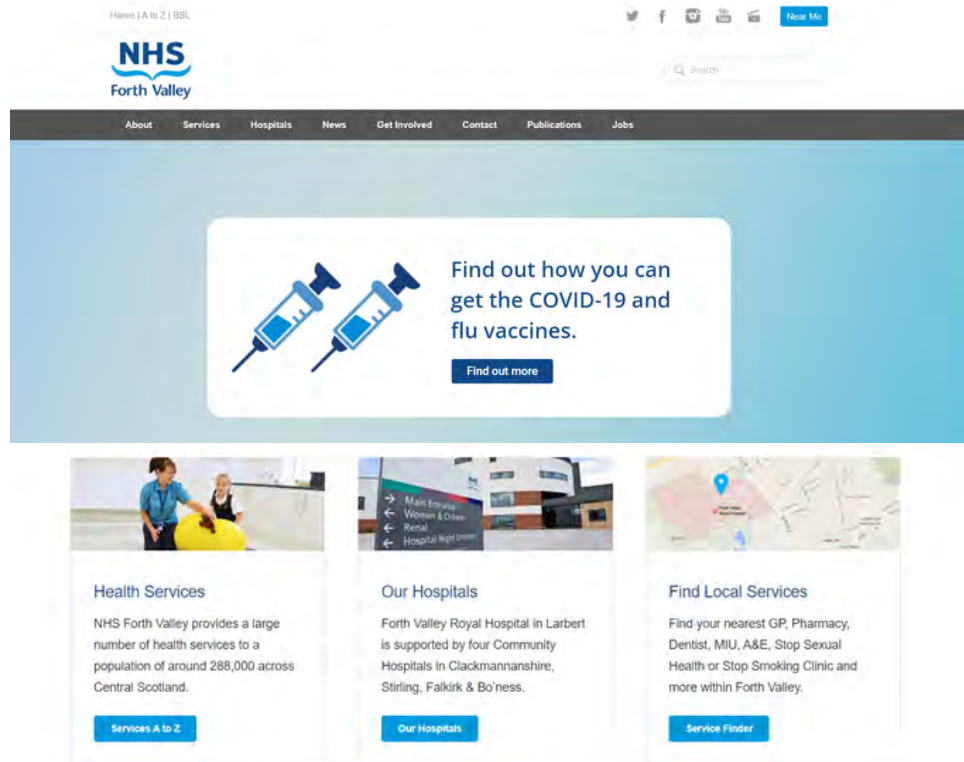 Home | A to Z | BSL
Near Me
NHS
Forth Valley
Search
About Services Hospitals News Get Involved Contact Publications Jobs
Find out how you can
get the COVID-19 and
flu vaccines.
Find out more
Main Entrance
Women & Children
Renal
Hospital Night
Health Services
NHS Forth Valley provides a large
number of health services to a
population of around 288,000 across
Central Scotland.
Services A to Z
Our Hospitals
Forth Valley Royal Hospital in Larbert
is supported by four Community
Hospitals in Clackmannanshire,
Stirling, Falkirk & Bo'ness.
Our Hospitals
Find Local Services
Find your nearest GP, Pharmacy,
Dentist, MIU, A&E, Stop Sexual
Health or Stop Smoking Clinic and
more within Forth Valley.
Service Finder